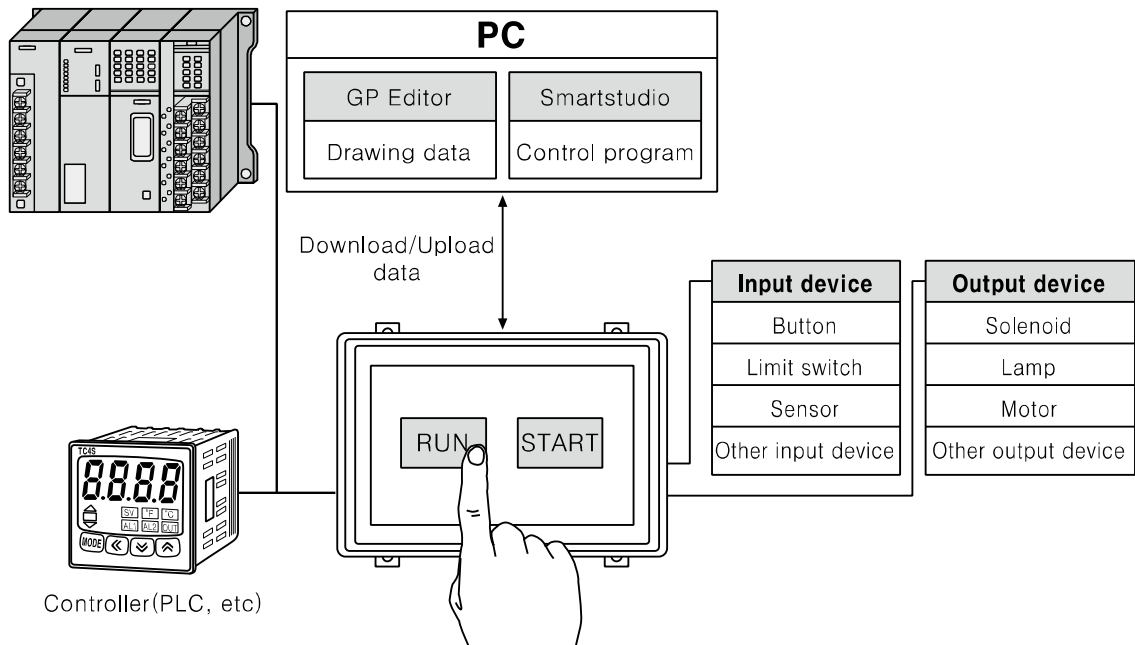 PC
GP Editor
Smartstudio
Drawing data
Control program
Download/Upload
data
Input device
Button
Limit switch
Sensor
Other input device
Output device
Solenoid
Lamp
Motor
Other output device
RUN
START
TC4S
8.8.8.8
SV °F °C
AL1 AL2 OUT
MODE
Controller(PLC, etc)